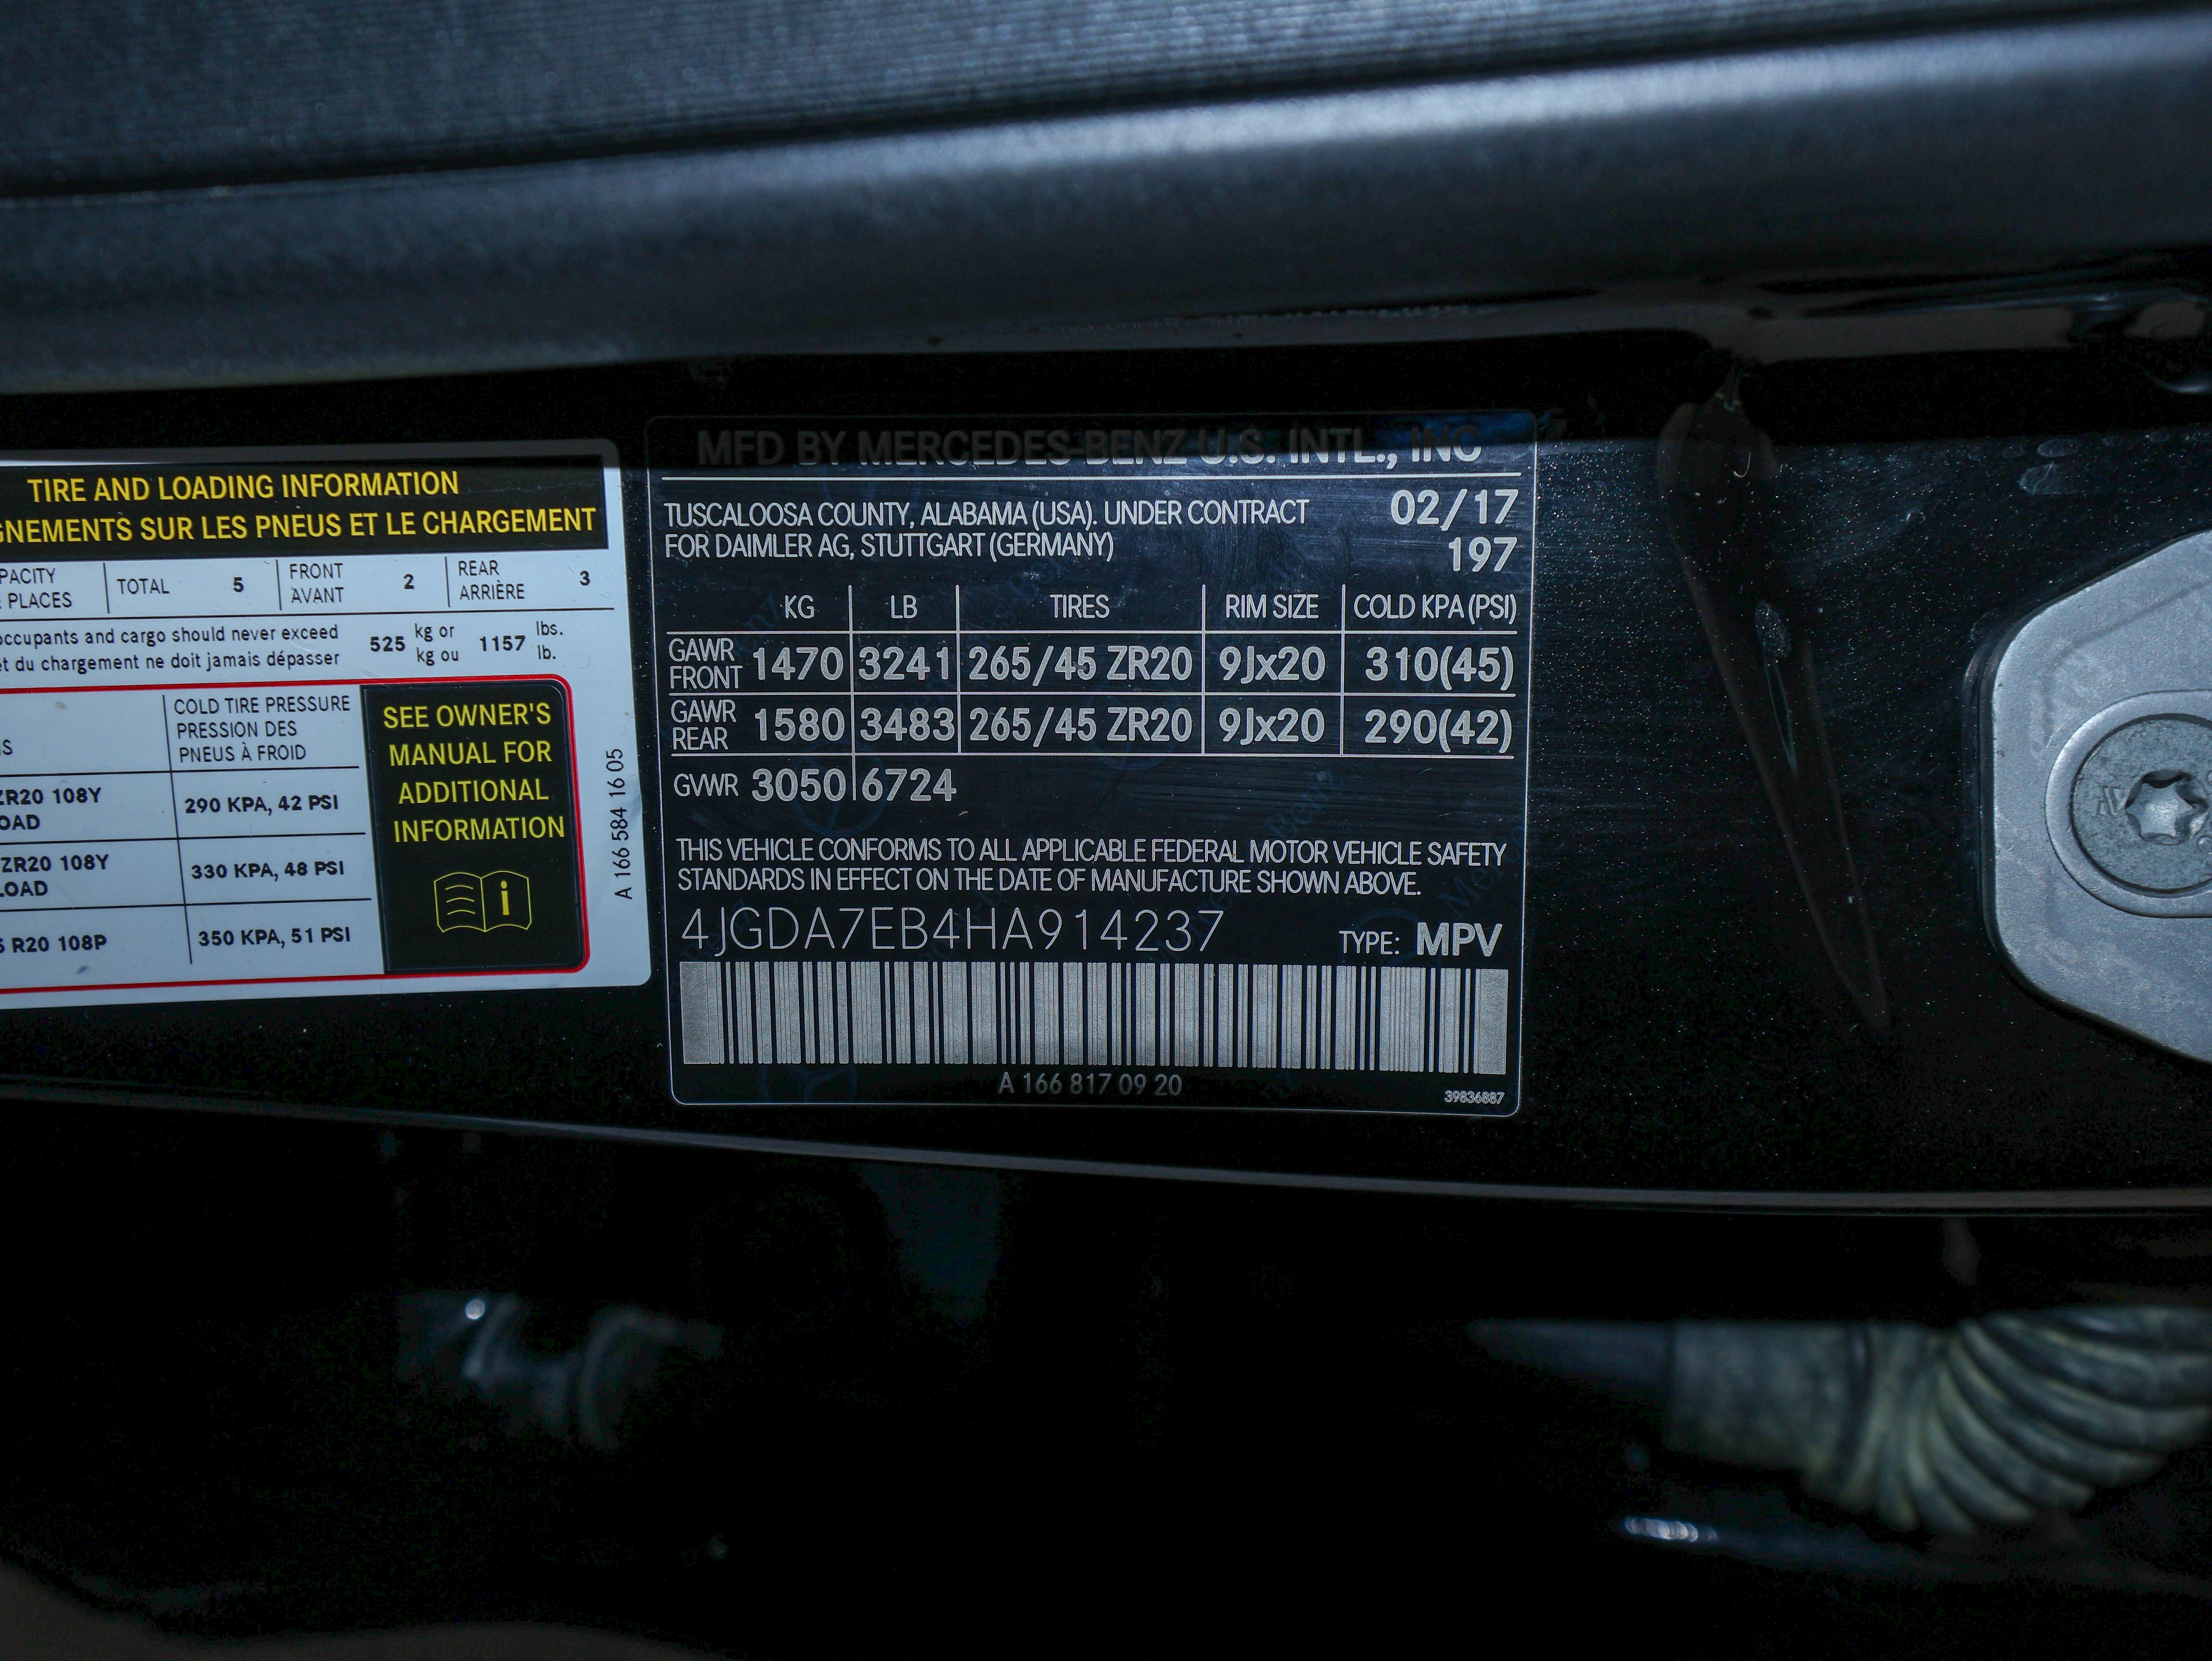 TIRE AND LOADING INFORMATION
GNEMENTS SUR LES PNEUS ET LE CHARGEMENT
PACITY TOTAL 5 FRONT 2 REAR 3
PLACES AVANT ARRIÈRE
occupants and cargo should never exceed 525 kg or 1157 lbs.
et du chargement ne doit jamais dépasser kg ou lb.
COLD TIRE PRESSURE
PRESSION DES
PNEUS À FROID
ZR20 108Y 290 KPA, 42 PSI
OAD
ZR20 108Y 330 KPA, 48 PSI
LOAD
R20 108P 350 KPA, 51 PSI
SEE OWNER'S
MANUAL FOR
ADDITIONAL
INFORMATION
i
A 166 584 16 05
MFD BY MERCEDES-BENZ U.S. INTL., INC
TUSCALOOSA COUNTY, ALABAMA (USA). UNDER CONTRACT 02/17
FOR DAIMLER AG, STUTTGART (GERMANY) 197
KG LB TIRES RIM SIZE COLD KPA (PSI)
GAWR FRONT 1470 3241 265/45 ZR20 9Jx20 310(45)
GAWR REAR 1580 3483 265/45 ZR20 9Jx20 290(42)
GVWR 3050 6724
THIS VEHICLE CONFORMS TO ALL APPLICABLE FEDERAL MOTOR VEHICLE SAFETY
STANDARDS IN EFFECT ON THE DATE OF MANUFACTURE SHOWN ABOVE.
4JGDA7EB4HA914237 TYPE: MPV
A 166 817 09 20
39836887